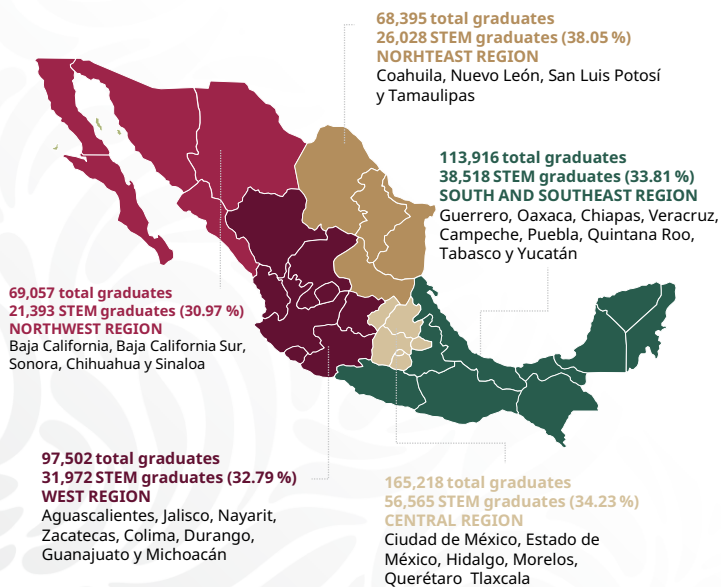 68,395 total graduates
26,028 STEM graduates (38.05 %)
NORHTEAST REGION
Coahuila, Nuevo León, San Luis Potosí
y Tamaulipas
113,916 total graduates
38,518 STEM graduates (33.81 %)
SOUTH AND SOUTHEAST REGION
Guerrero, Oaxaca, Chiapas, Veracruz,
Campeche, Puebla, Quintana Roo,
Tabasco y Yucatán
69,057 total graduates
21,393 STEM graduates (30.97 %)
NORTHWEST REGION
Baja California, Baja California Sur,
Sonora, Chihuahua y Sinaloa
97,502 total graduates
31,972 STEM graduates (32.79 %)
WEST REGION
Aguascalientes, Jalisco, Nayarit,
Zacatecas, Colima, Durango,
Guanajuato y Michoacán
165,218 total graduates
56,565 STEM graduates (34.23 %)
CENTRAL REGION
Ciudad de México, Estado de
México, Hidalgo, Morelos,
Querétaro Tlaxcala